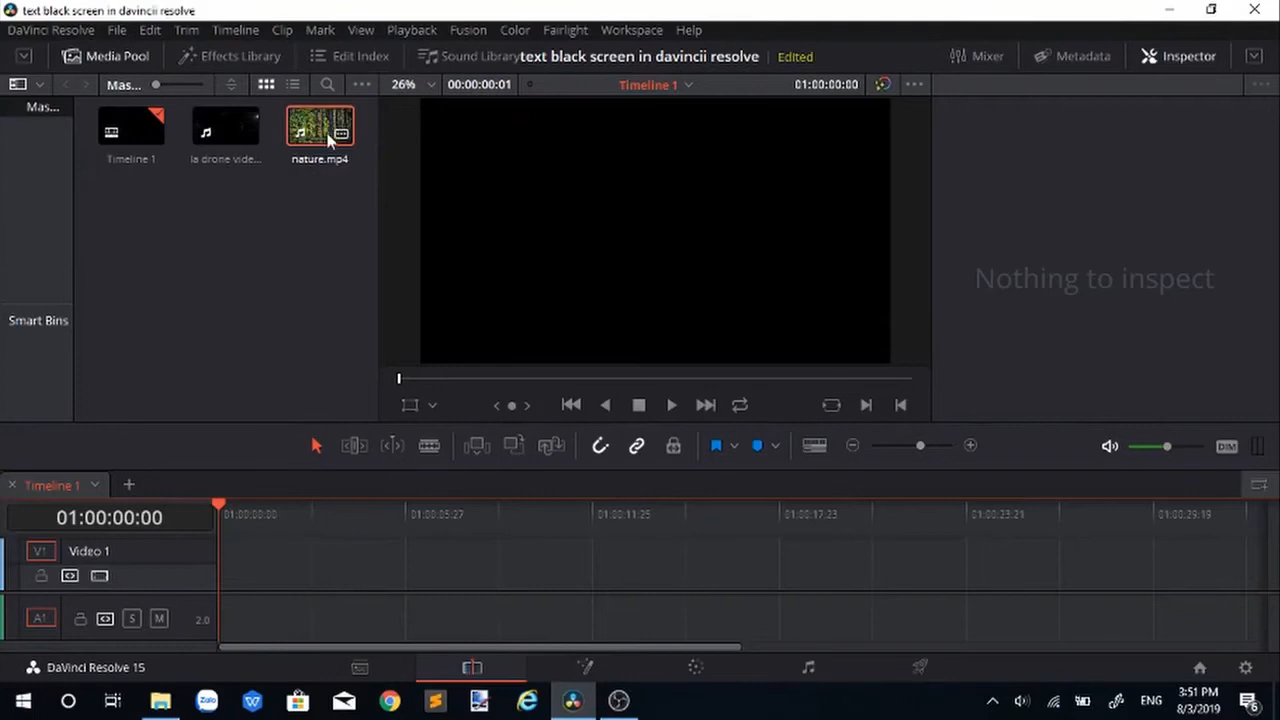 text black screen in davincii resolve
DaVinci Resolve File Edit Trim Timeline Clip Mark View Playback Fusion Color Fairlight Workspace Help
Media Pool Effects Library Edit Index Sound Library text black screen in davincii resolve Edited Mixer Metadata Inspector
Mas... 26% 00:00:00:01 Timeline 1 01:00:00:00
Mas...
Timeline 1 la drone vide... nature.mp4
Nothing to inspect
Smart Bins
DIM
Timeline 1
01:00:00:00 01:00:00:00 01:00:05:27 01:00:11:25 01:00:17:23 01:00:23:21 01:00:29:19
V1 Video 1
A1 S M 2.0
DaVinci Resolve 15
Zalo W ENG 3:51 PM
8/3/2019 6